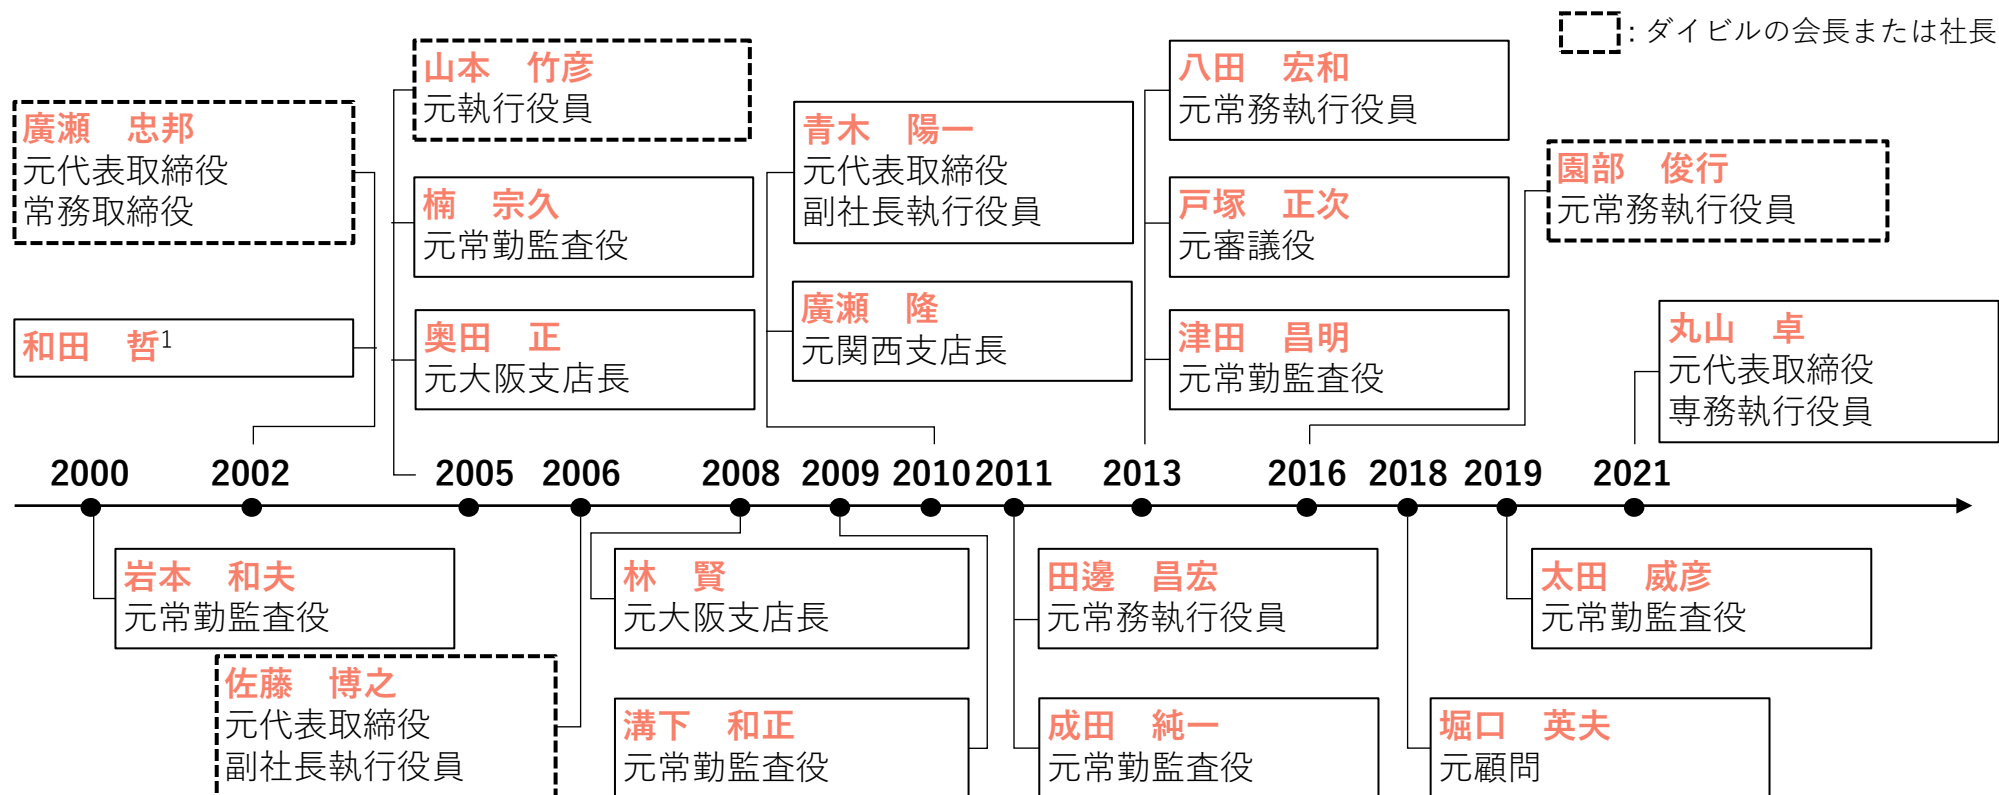 : ダイビルの会長または社長
廣瀬　忠邦
元代表取締役
常務取締役
和田　哲1
山本　竹彦
元執行役員
楠　宗久
元常勤監査役
奥田　正
元大阪支店長
青木　陽一
元代表取締役
副社長執行役員
廣瀬　隆
元関西支店長
八田　宏和
元常務執行役員
戸塚　正次
元審議役
津田　昌明
元常勤監査役
園部　俊行
元常務執行役員
丸山　卓
元代表取締役
専務執行役員
2000 2002 2005 2006 2008 2009 2010 2011 2013 2016 2018 2019 2021
岩本　和夫
元常勤監査役
佐藤　博之
元代表取締役
副社長執行役員
林　賢
元大阪支店長
溝下　和正
元常勤監査役
田邊　昌宏
元常務執行役員
成田　純一
元常勤監査役
太田　威彦
元常勤監査役
堀口　英夫
元顧問